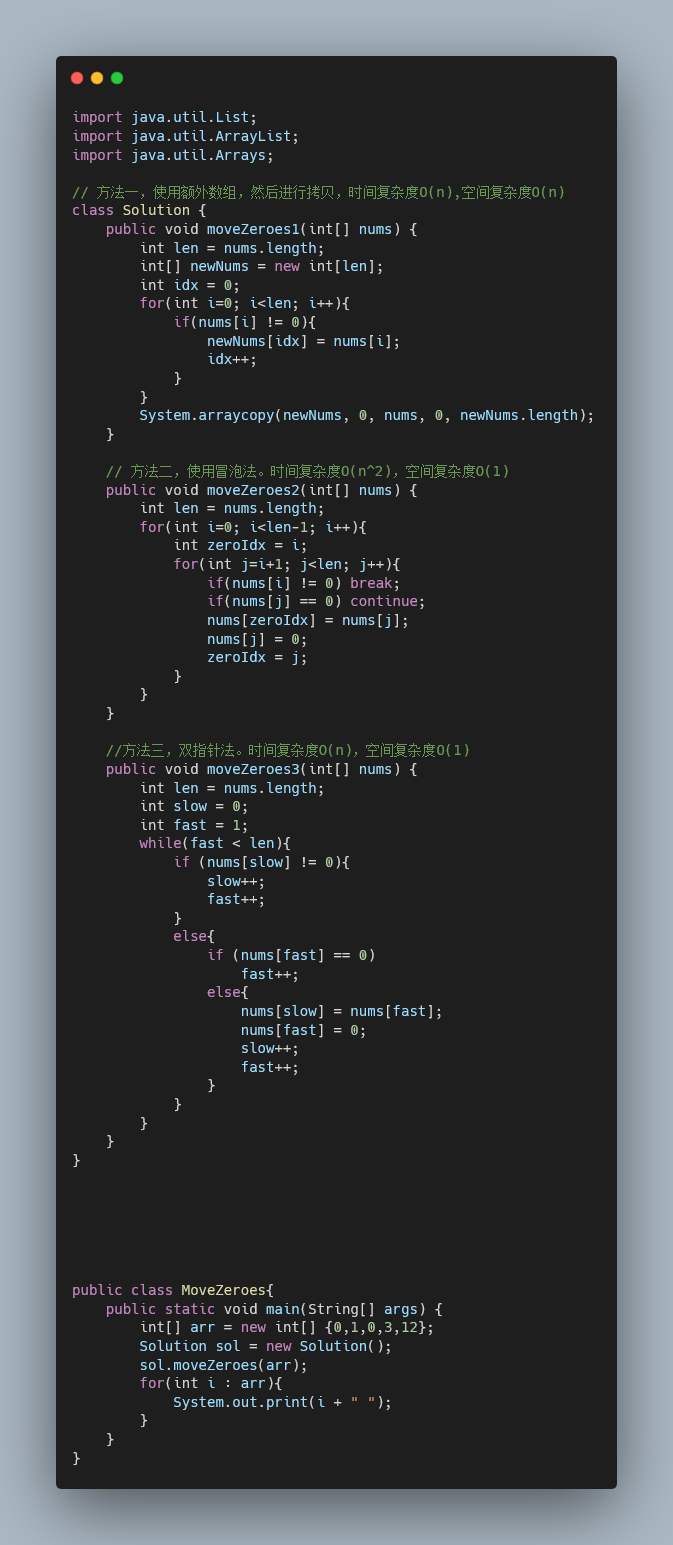 import java.util.List;
import java.util.ArrayList;
import java.util.Arrays;
// 方法一，使用额外数组，然后进行拷贝，时间复杂度O(n),空间复杂度O(n)
class Solution {
    public void moveZeroes1(int[] nums) {
        int len = nums.length;
        int[] newNums = new int[len];
        int idx = 0;
        for(int i=0; i<len; i++){
            if(nums[i] != 0){
                newNums[idx] = nums[i];
                idx++;
            }
        }
        System.arraycopy(newNums, 0, nums, 0, newNums.length);
    }
    // 方法二，使用冒泡法。时间复杂度O(n^2)，空间复杂度O(1)
    public void moveZeroes2(int[] nums) {
        int len = nums.length;
        for(int i=0; i<len-1; i++){
            int zeroIdx = i;
            for(int j=i+1; j<len; j++){
                if(nums[i] != 0) break;
                if(nums[j] == 0) continue;
                nums[zeroIdx] = nums[j];
                nums[j] = 0;
                zeroIdx = j;
            }
        }
    }
    //方法三，双指针法。时间复杂度O(n)，空间复杂度O(1)
    public void moveZeroes3(int[] nums) {
        int len = nums.length;
        int slow = 0;
        int fast = 1;
        while(fast < len){
            if (nums[slow] != 0){
                slow++;
                fast++;
            }
            else{
                if (nums[fast] == 0)
                    fast++;
                else{
                    nums[slow] = nums[fast];
                    nums[fast] = 0;
                    slow++;
                    fast++;
                }
            }
        }
    }
}
public class MoveZeroes{
    public static void main(String[] args) {
        int[] arr = new int[] {0,1,0,3,12};
        Solution sol = new Solution();
        sol.moveZeroes(arr);
        for(int i : arr){
            System.out.print(i + " ");
        }
    }
}